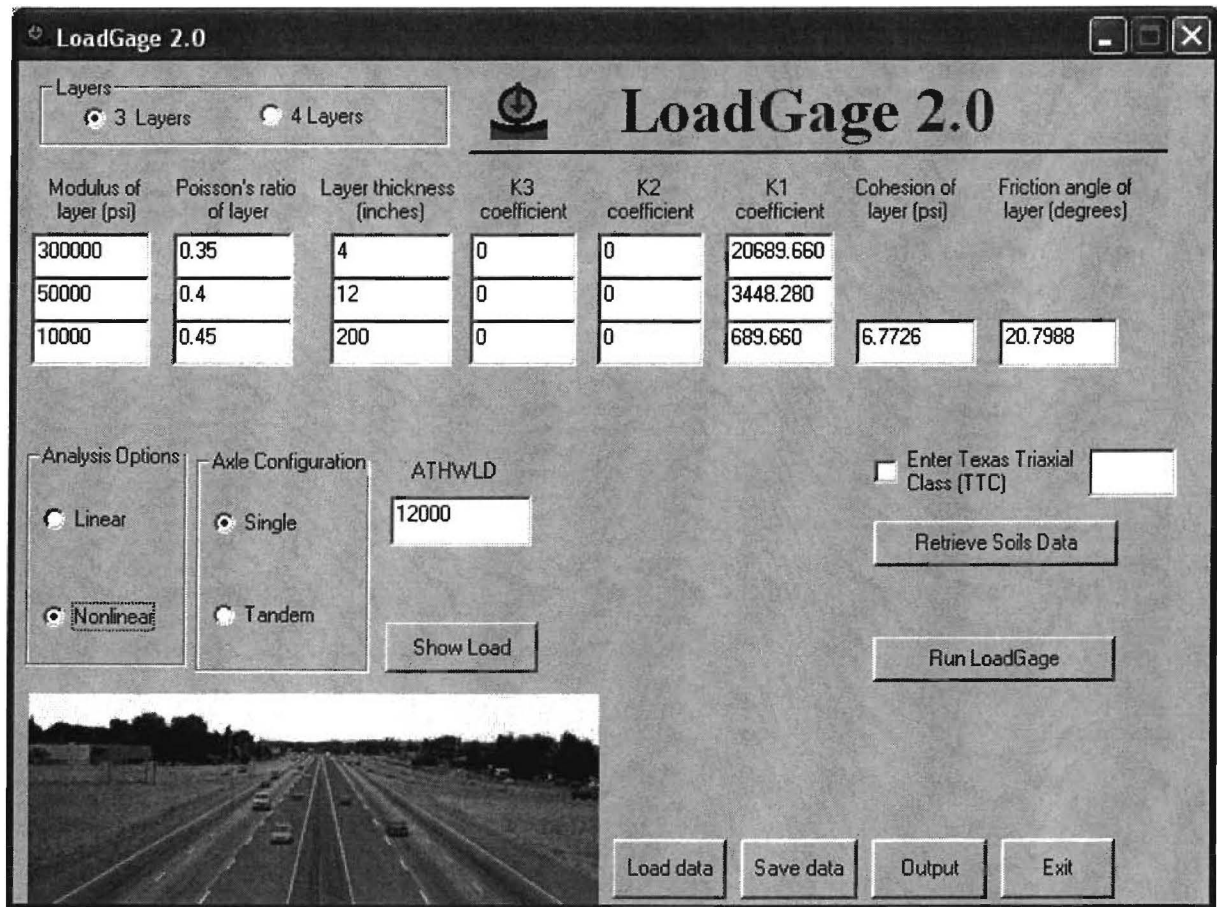 LoadGage 2.0
Layers
3 Layers
4 Layers
LoadGage 2.0
Modulus of layer (psi)
Poisson's ratio of layer
Layer thickness (inches)
K3 coefficient
K2 coefficient
K1 coefficient
Cohesion of layer (psi)
Friction angle of layer (degrees)
300000 0.35 4 0 0 20689.660
50000 0.4 12 0 0 3448.280
10000 0.45 200 0 0 689.660 6.7726 20.7988
Analysis Options
Linear
Nonlinear
Axle Configuration
Single
Tandem
ATHWLD
12000
Show Load
Enter Texas Triaxial
Class (TTC)
Retrieve Soils Data
Run LoadGage
Load data
Save data
Output
Exit